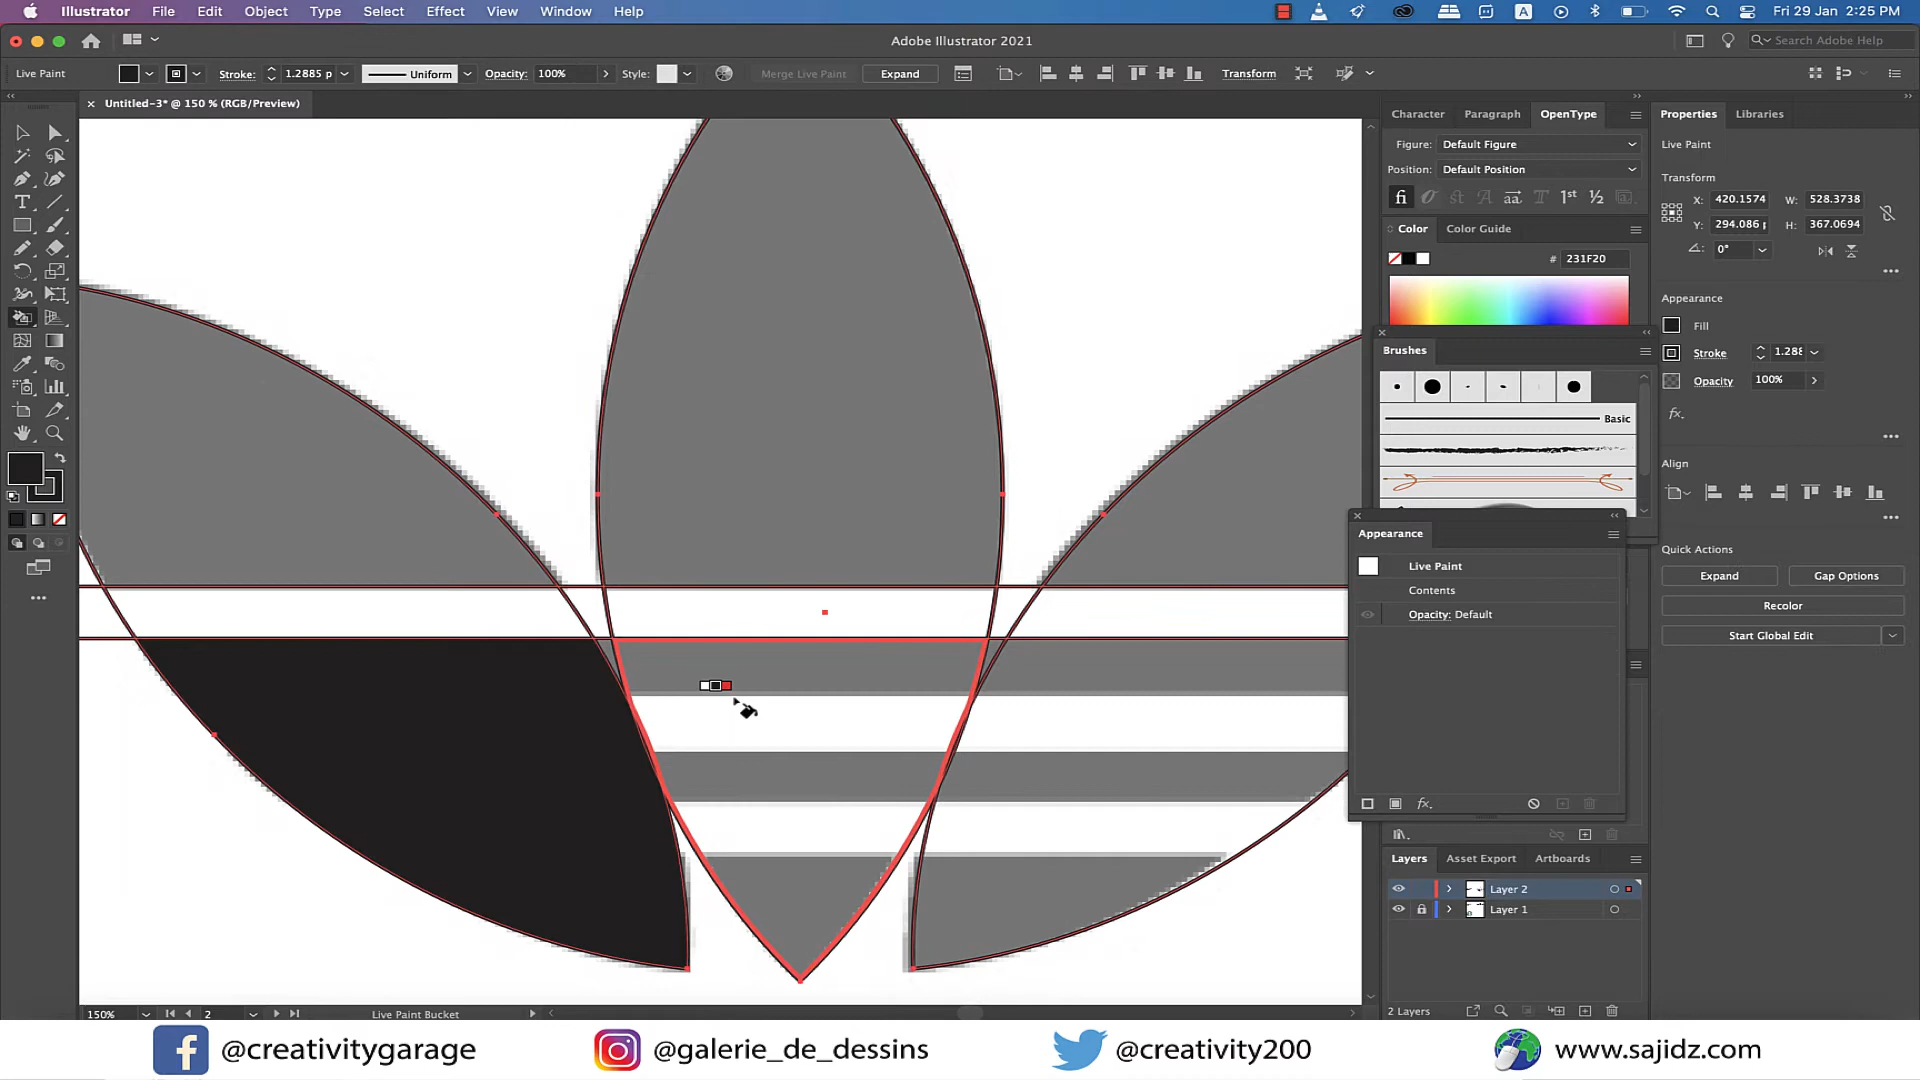 Illustrator File Edit Object Type Select Effect View Window Help A Fri 29 Jan 2:25 PM
Adobe Illustrator 2021 Search Adobe Help
Live Paint Stroke: 1.2885 p Uniform Opacity: 100% Style: Merge Live Paint Expand Transform
Untitled-3* @ 150 % (RGB/Preview)
Character Paragraph OpenType
Figure: Default Figure
Position: Default Position
Color Color Guide
# 231F20
Brushes
Basic
Appearance
Live Paint
Contents
Opacity: Default
Layers Asset Export Artboards
Layer 2
Layer 1
2 Layers
Properties Libraries
Live Paint
Transform
X: 420.1574 W: 528.3738
Y: 294.086 p H: 367.0694
0°
Appearance
Fill
Stroke 1.288
Opacity 100%
Align
Quick Actions
Expand Gap Options
Recolor
Start Global Edit
150% 2 Live Paint Bucket
@creativitygarage @galerie_de_dessins @creativity200 www.sajidz.com